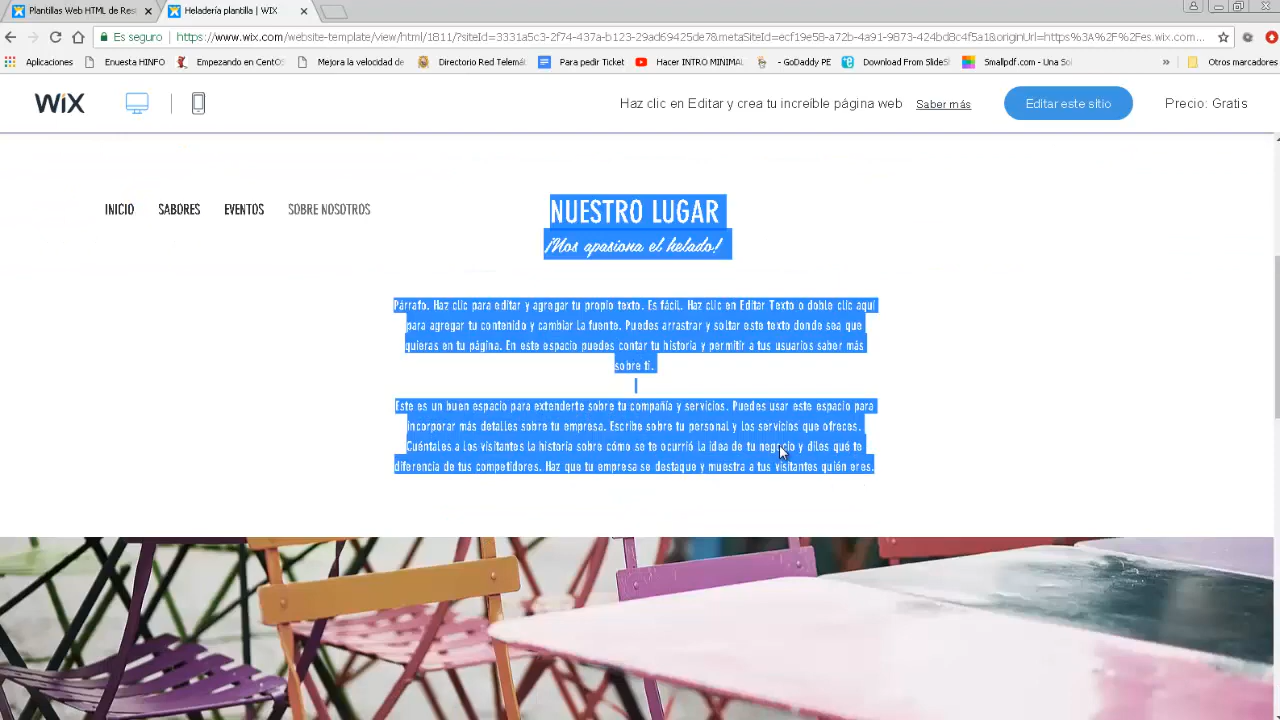 Plantillas Web HTML de Res
Heladería plantilla | WIX
Es seguro
https://www.wix.com/website-template/view/html/1811/?siteId=3331a5c3-2f74-437a-b123-29ad69425de7&metaSiteId=ecf19e58-a72b-4a91-9873-424bd8c4f5a1&originUrl=https%3A%2F%2Fes.wix.com...
Aplicaciones
Enuesta HINFO
Empezando en CentOS
Mejora la velocidad de
Directorio Red Telemá
Para pedir Ticket
Hacer INTRO MINIMAL
- GoDaddy PE
Download From SlideS
Smallpdf.com - Una Sol
»
Otros marcadores
WiX
Haz clic en Editar y crea tu increíble página web
Saber más
Editar este sitio
Precio: Gratis
INICIO
SABORES
EVENTOS
SOBRE NOSOTROS
NUESTRO LUGAR
¡Nos apasiona el helado!
Párrafo. Haz clic para editar y agregar tu propio texto. Es fácil. Haz clic en Editar Texto o doble clic aquí
para agregar tu contenido y cambiar la fuente. Puedes arrastrar y soltar este texto donde sea que
quieras en tu página. En este espacio puedes contar tu historia y permitir a tus usuarios saber más
sobre ti.
Este es un buen espacio para extenderte sobre tu compañía y servicios. Puedes usar este espacio para
incorporar más detalles sobre tu empresa. Escribe sobre tu personal y los servicios que ofreces.
Cuéntales a los visitantes la historia sobre cómo se te ocurrió la idea de tu negocio y diles qué te
diferencia de tus competidores. Haz que tu empresa se destaque y muestra a tus visitantes quién eres.